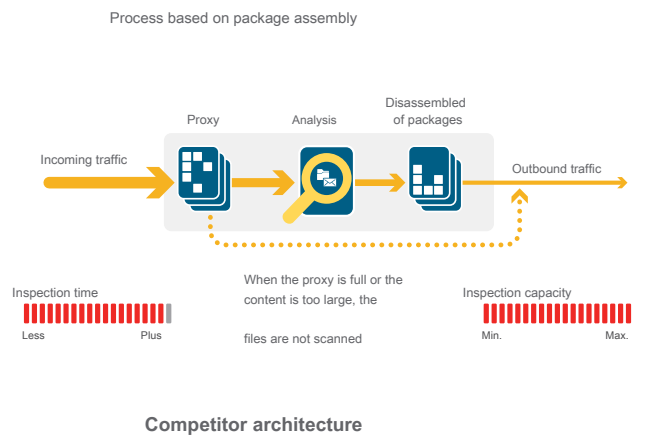 Process based on package assembly
Disassembled
of packages
Proxy
Analysis
Incoming traffic
Outbound traffic
When the proxy is full or the
content is too large, the
files are not scanned
Inspection time
Less
Plus
Inspection capacity
Min.
Max.
Competitor architecture